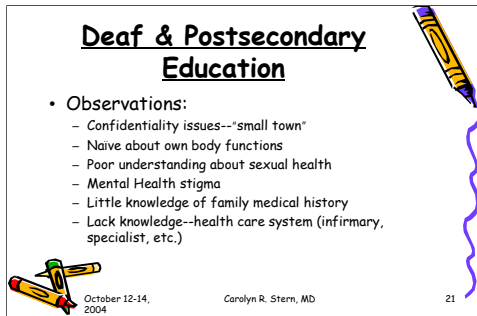 Deaf & Postsecondary
Education
• Observations:
– Confidentiality issues--"small town"
– Naïve about own body functions
– Poor understanding about sexual health
– Mental Health stigma
– Little knowledge of family medical history
– Lack knowledge--health care system (infirmary,
specialist, etc.)
October 12-14,
2004
Carolyn R. Stern, MD
21